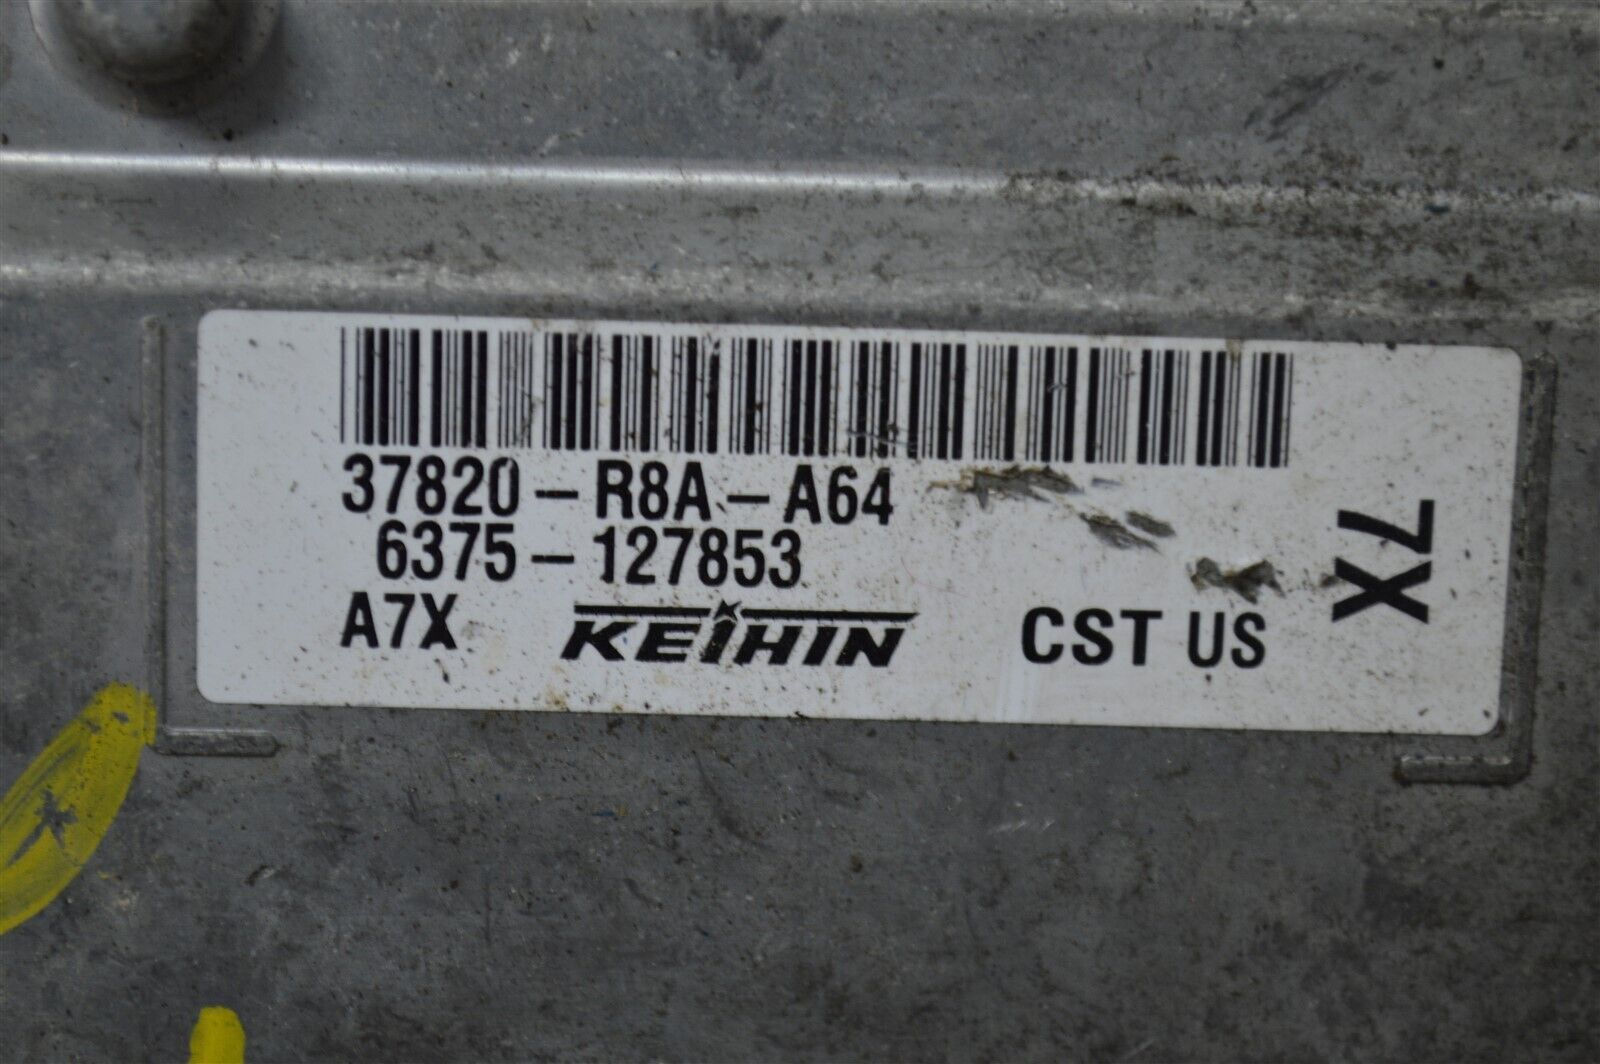 37820-R8A-A64
6375-127853
A7X KEIHIN CST US
7X